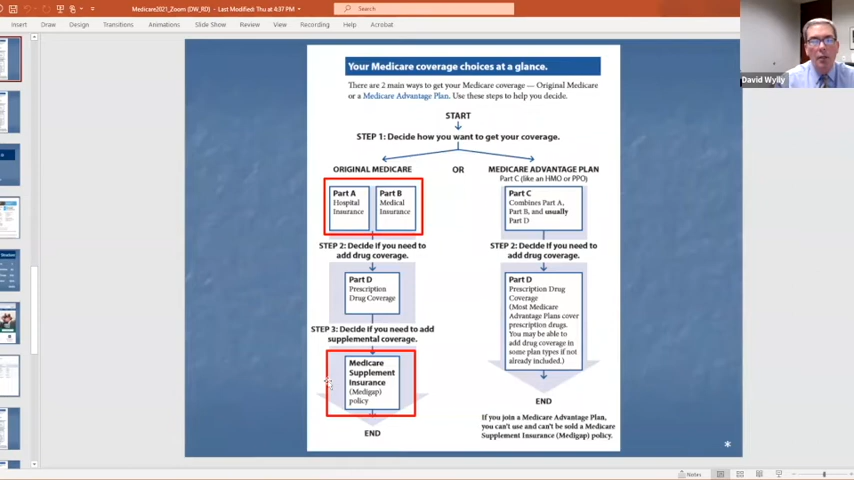 Medicare2021_Zoom (DW_RD) - Last Modified: Thu at 4:37 PM
Search
Insert Draw Design Transitions Animations Slide Show Review View Recording Help Acrobat
David Wylly
Your Medicare coverage choices at a glance.
There are 2 main ways to get your Medicare coverage — Original Medicare
or a Medicare Advantage Plan. Use these steps to help you decide.
START
STEP 1: Decide how you want to get your coverage.
ORIGINAL MEDICARE
OR
MEDICARE ADVANTAGE PLAN
Part C (like an HMO or PPO)
Part A
Hospital
Insurance
Part B
Medical
Insurance
Part C
Combines Part A,
Part B, and usually
Part D
STEP 2: Decide if you need to
add drug coverage.
STEP 2: Decide if you need to
add drug coverage.
Part D
Prescription
Drug Coverage
Part D
Prescription Drug
Coverage
(Most Medicare
Advantage Plans cover
prescription drugs.
You may be able to
add drug coverage in
some plan types if not
already included.)
STEP 3: Decide if you need to add
supplemental coverage.
Medicare
Supplement
Insurance
(Medigap)
policy
END
END
If you join a Medicare Advantage Plan,
you can't use and can't be sold a Medicare
Supplement Insurance (Medigap) policy.
*
Notes